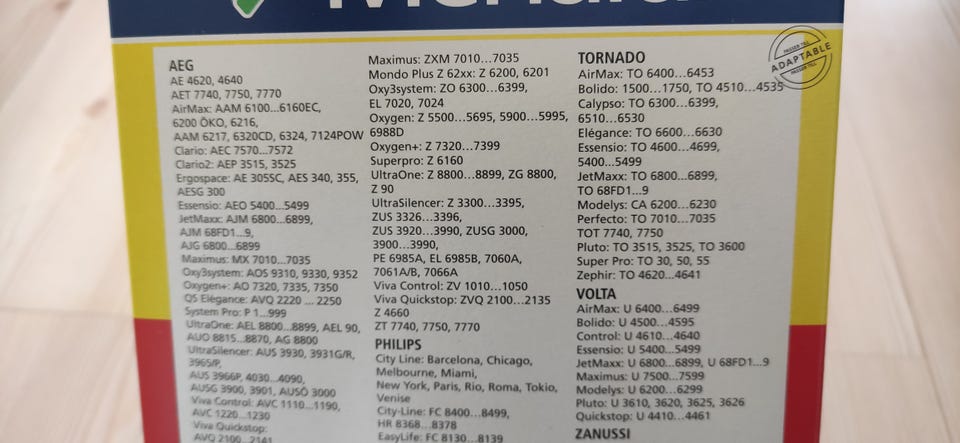 AEG
AE 4620, 4640
AET 7740, 7750, 7770
AirMax: AAM 6100...6160EC,
6200 ÖKO, 6216,
AAM 6217, 6320CD, 6324, 7124POW
Clario: AEC 7570...7572
Clario2: AEP 3515, 3525
Ergospace: AE 305SC, AES 340, 355,
AESG 300
Essensio: AEO 5400...5499
JetMaxx: AJM 6800...6899,
AJM 68FD1...9,
AJG 6800...6899
Maximus: MX 7010...7035
Oxy3system: AOS 9310, 9330, 9352
Oxygen+: AO 7320, 7335, 7350
QS Elégance: AVQ 2220 ... 2250
System Pro: P 1...999
UltraOne: AEL 8800...8899, AEL 90,
AUO 8815...8870, AG 8800
UltraSilencer: AUS 3930, 3931G/R,
3965/P,
AUS 3966P, 4030...4090,
AUSG 3900, 3901, AUSÖ 3000
Viva Control: AVC 1110...1190,
AVC 1220...1230
Viva Quickstop:
AVQ 2100...2141
Maximus: ZXM 7010...7035
Mondo Plus Z 62xx: Z 6200, 6201
Oxy3system: ZO 6300...6399,
EL 7020, 7024
Oxygen: Z 5500...5695, 5900...5995,
6988D
Oxygen+: Z 7320...7399
Superpro: Z 6160
UltraOne: Z 8800...8899, ZG 8800,
Z 90
UltraSilencer: Z 3300...3395,
ZUS 3326...3396,
ZUS 3920...3990, ZUSG 3000,
3900...3990,
PE 6985A, EL 6985B, 7060A,
7061A/B, 7066A
Viva Control: ZV 1010...1050
Viva Quickstop: ZVQ 2100...2135
Z 4660
ZT 7740, 7750, 7770
PHILIPS
City Line: Barcelona, Chicago,
Melbourne, Miami,
New York, Paris, Rio, Roma, Tokio,
Venise
City-Line: FC 8400...8499,
HR 8368...8378
EasyLife: FC 8130...8139
TORNADO
AirMax: TO 6400...6453
Bolido: 1500...1750, TO 4510...4535
Calypso: TO 6300...6399,
6510...6530
Elégance: TO 6600...6630
Essensio: TO 4600...4699,
5400...5499
JetMaxx: TO 6800...6899,
TO 68FD1...9
Modelys: CA 6200...6230
Perfecto: TO 7010...7035
TOT 7740, 7750
Pluto: TO 3515, 3525, TO 3600
Super Pro: TO 30, 50, 55
Zephir: TO 4620...4641
VOLTA
AirMax: U 6400...6499
Bolido: U 4500...4595
Control: U 4610...4640
Essensio: U 5400...5499
JetMaxx: U 6800...6899, U 68FD1...9
Maximus: U 7500...7599
Modelys: U 6200...6299
Pluto: U 3610, 3620, 3625, 3626
Quickstop: U 4410...4461
ZANUSSI
PASSER TILL
ADAPTABLE
PASSER TILL